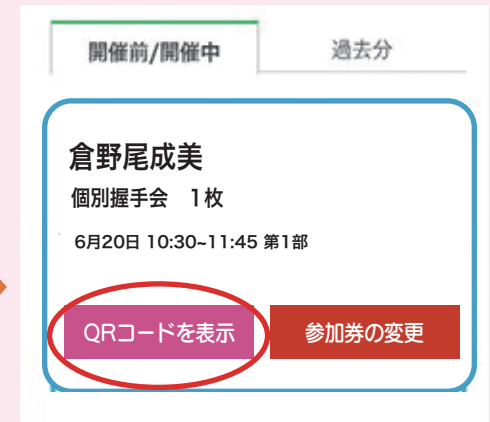 開催前/開催中 過去分
倉野尾成美
個別握手会 1枚
6月20日 10:30~11:45 第1部
QRコードを表示 参加券の変更